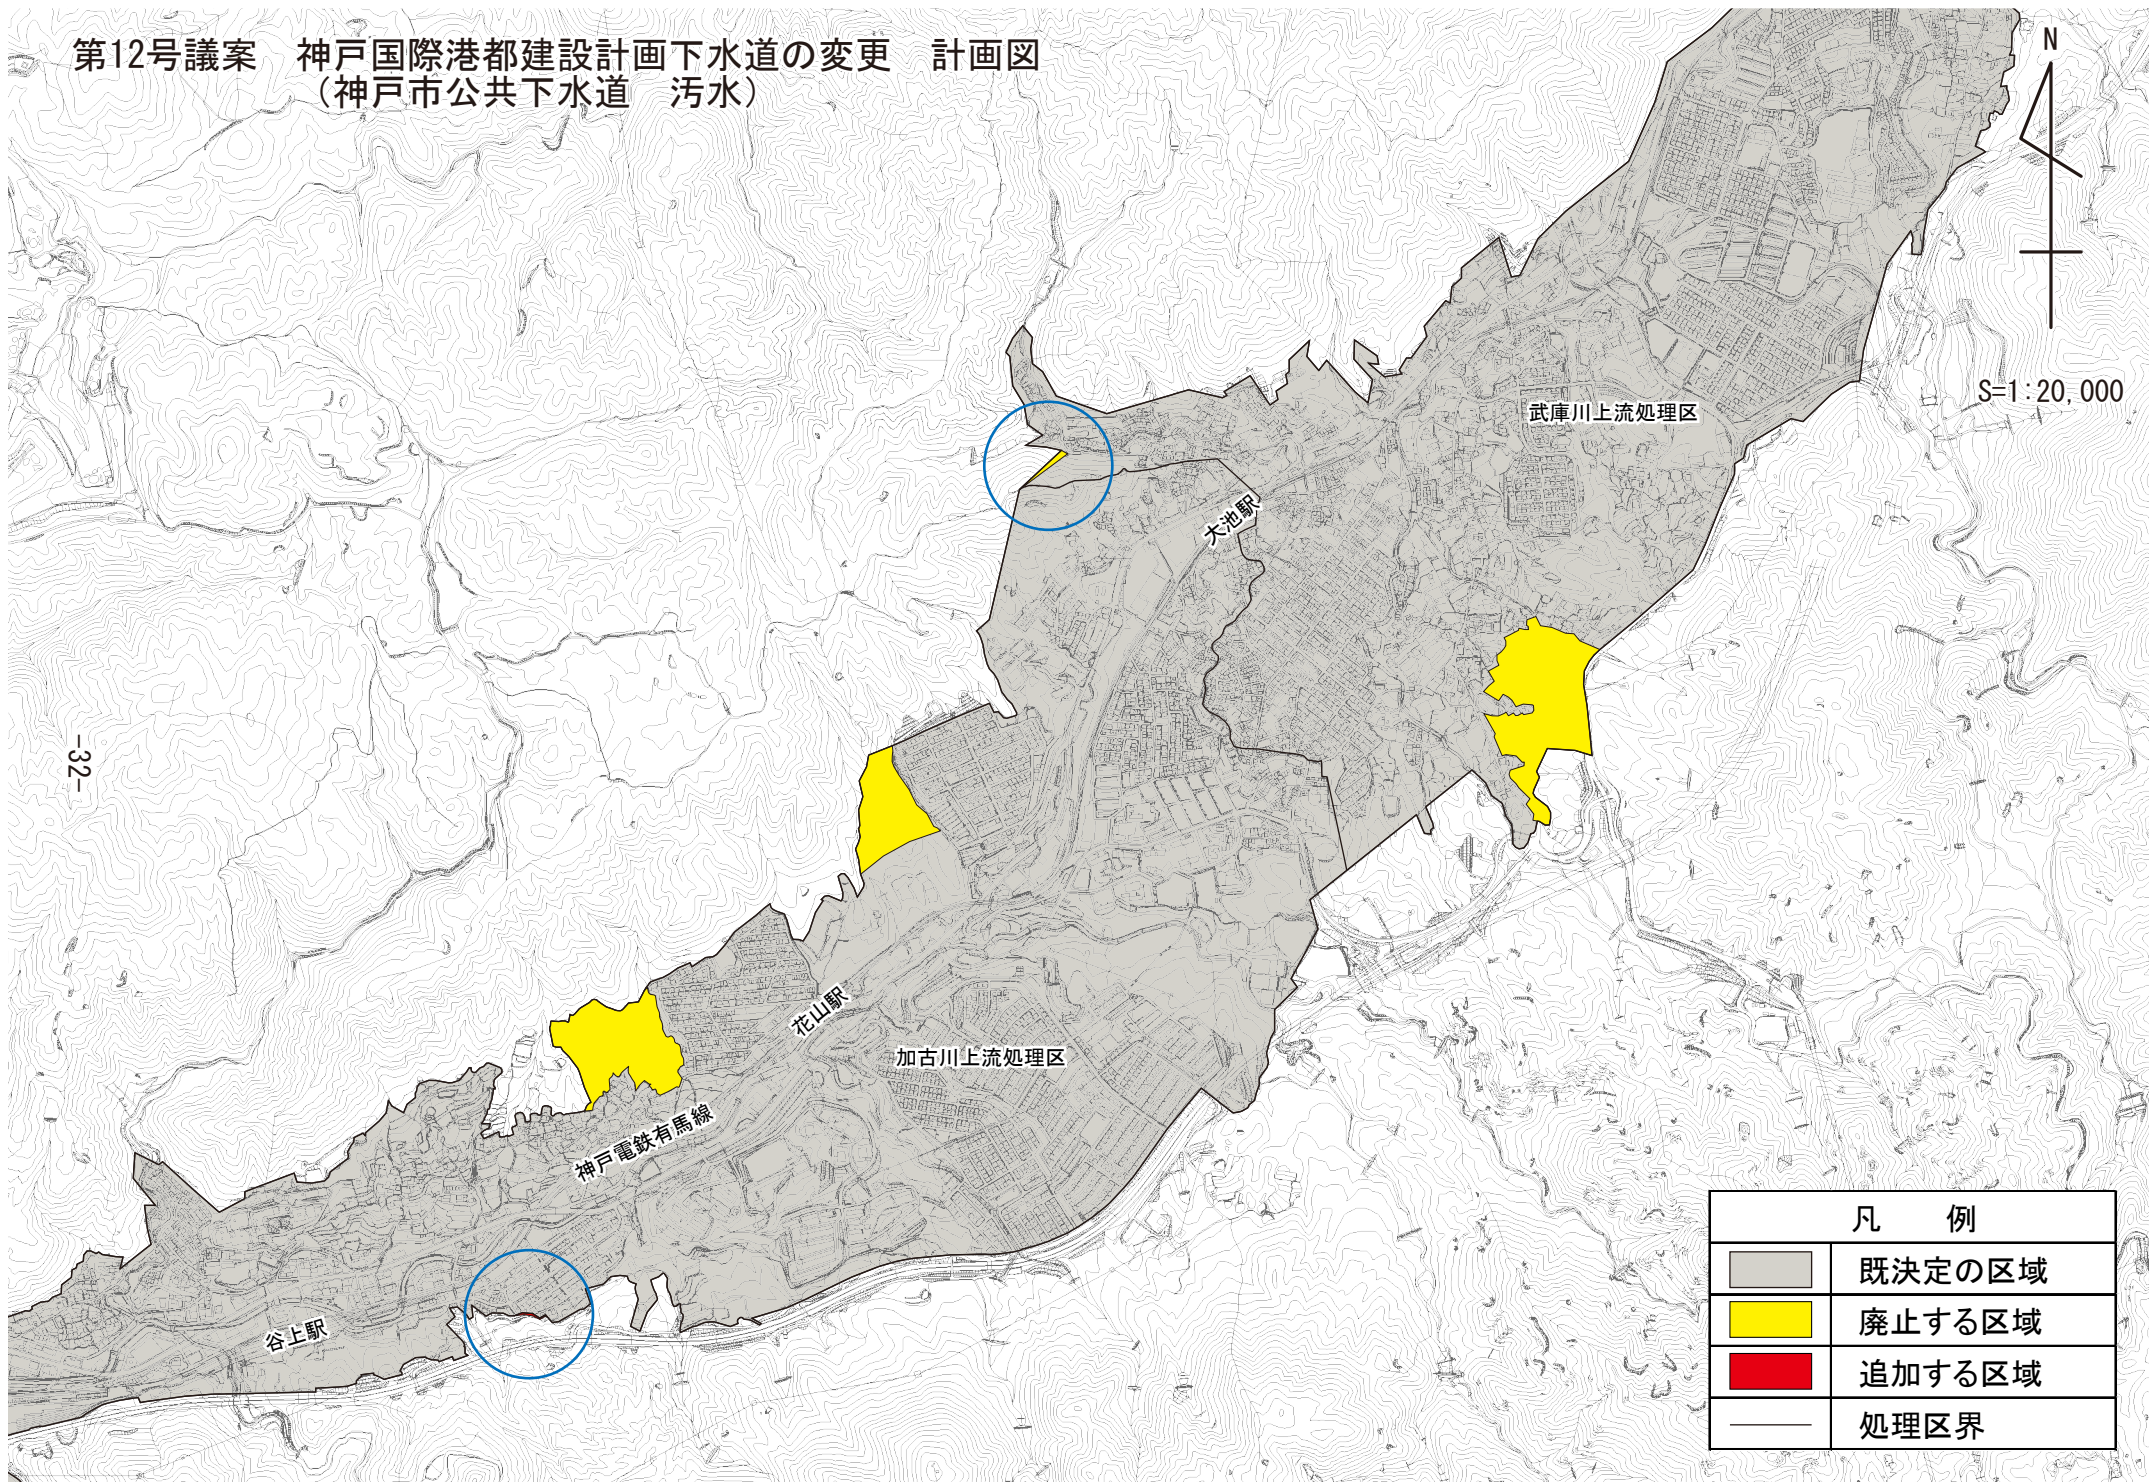 第12号議案　神戸国際港都建設計画下水道の変更　計画図
（神戸市公共下水道　汚水）
N
S=1:20,000
武庫川上流処理区
大池駅
-32-
花山駅
加古川上流処理区
神戸電鉄有馬線
谷上駅
凡　例
既決定の区域
廃止する区域
追加する区域
処理区界